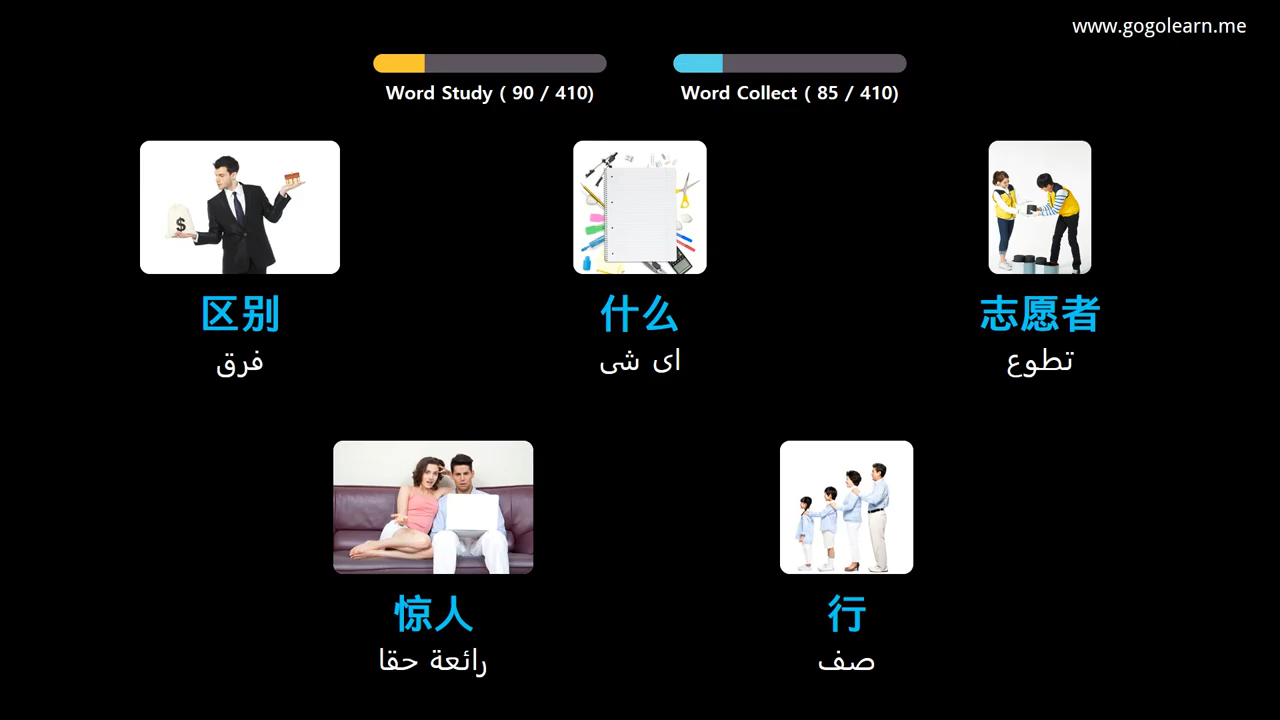 www.gogolearn.me
Word Study ( 90 / 410)
Word Collect ( 85 / 410)
$
区别
فرق
什么
اى شى
志愿者
تطوع
惊人
رائعة حقا
行
صف